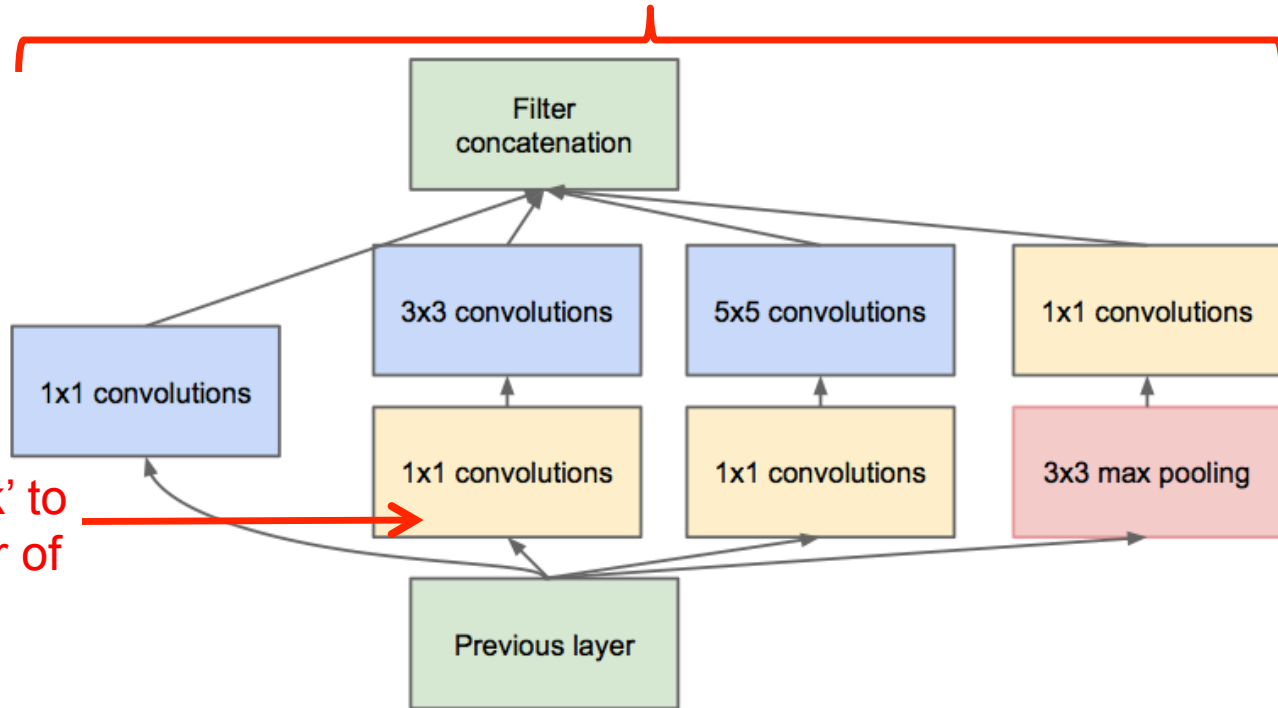 Filter
concatenation
3x3 convolutions
5x5 convolutions
1x1 convolutions
1x1 convolutions
1x1 convolutions
1x1 convolutions
3x3 max pooling
to
of
Previous layer